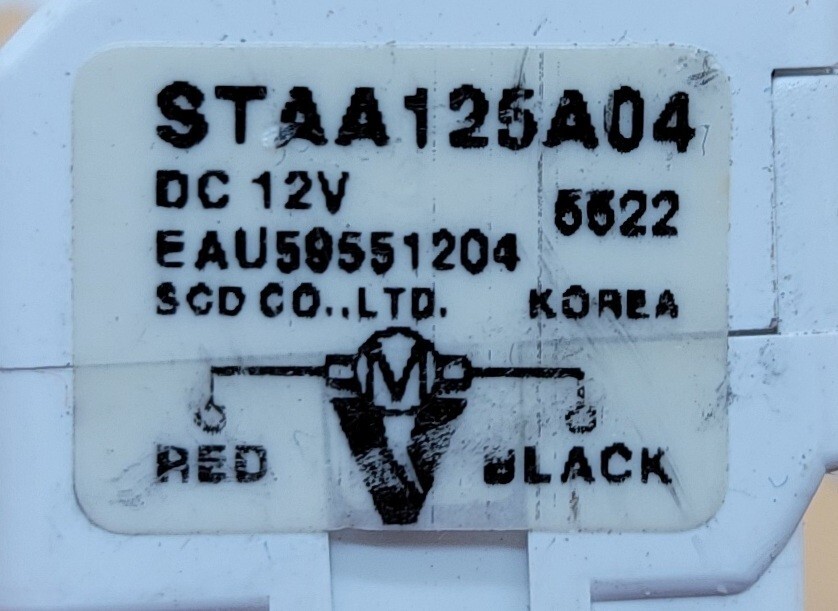 STAA125A04
DC 12V
5522
EAU59551204
SCD CO.,LTD. KOREA
M
RED BLACK